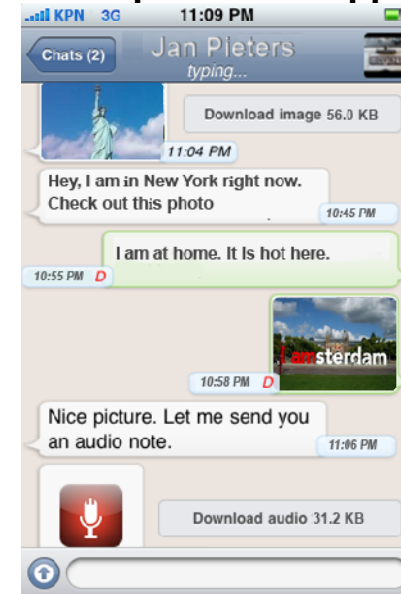 KPN 3G 11:09 PM
Chats (2) Jan Pieters
typing...
Download image 56.0 KB
11:04 PM
Hey, I am in New York right now.
Check out this photo
10:45 PM
I am at home. It Is hot here.
10:55 PM D
I amsterdam
10:58 PM D
Nice picture. Let me send you
an audio note.
11:06 PM
Download audio 31.2 KB